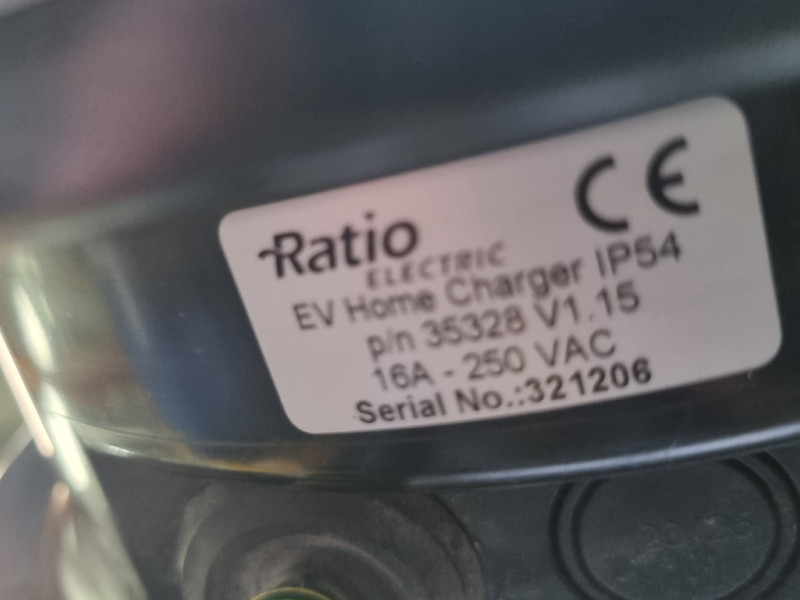 Ratio
ELECTRIC
CE
EV Home Charger IP54
p/n 35328 V1.15
16A - 250 VAC
Serial No.:321206